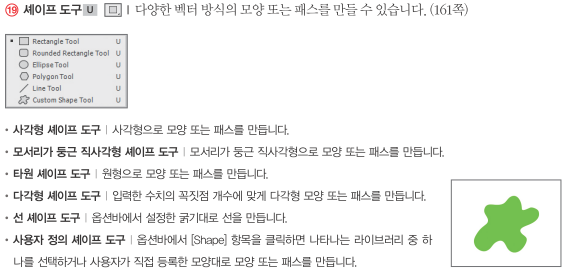 ⑲ 셰이프 도구 U | 다양한 벡터 방식의 모양 또는 패스를 만들 수 있습니다. (161쪽)
Rectangle Tool U
Rounded Rectangle Tool U
Ellipse Tool U
Polygon Tool U
Line Tool U
Custom Shape Tool U
• 사각형 셰이프 도구 | 사각형으로 모양 또는 패스를 만듭니다.
• 모서리가 둥근 직사각형 셰이프 도구 | 모서리가 둥근 직사각형으로 모양 또는 패스를 만듭니다.
• 타원 셰이프 도구 | 원형으로 모양 또는 패스를 만듭니다.
• 다각형 셰이프 도구 | 입력한 수치의 꼭짓점 개수에 맞게 다각형 모양 또는 패스를 만듭니다.
• 선 셰이프 도구 | 옵션바에서 설정한 굵기대로 선을 만듭니다.
• 사용자 정의 셰이프 도구 | 옵션바에서 [Shape] 항목을 클릭하면 나타나는 라이브러리 중 하
나를 선택하거나 사용자가 직접 등록한 모양대로 모양 또는 패스를 만듭니다.